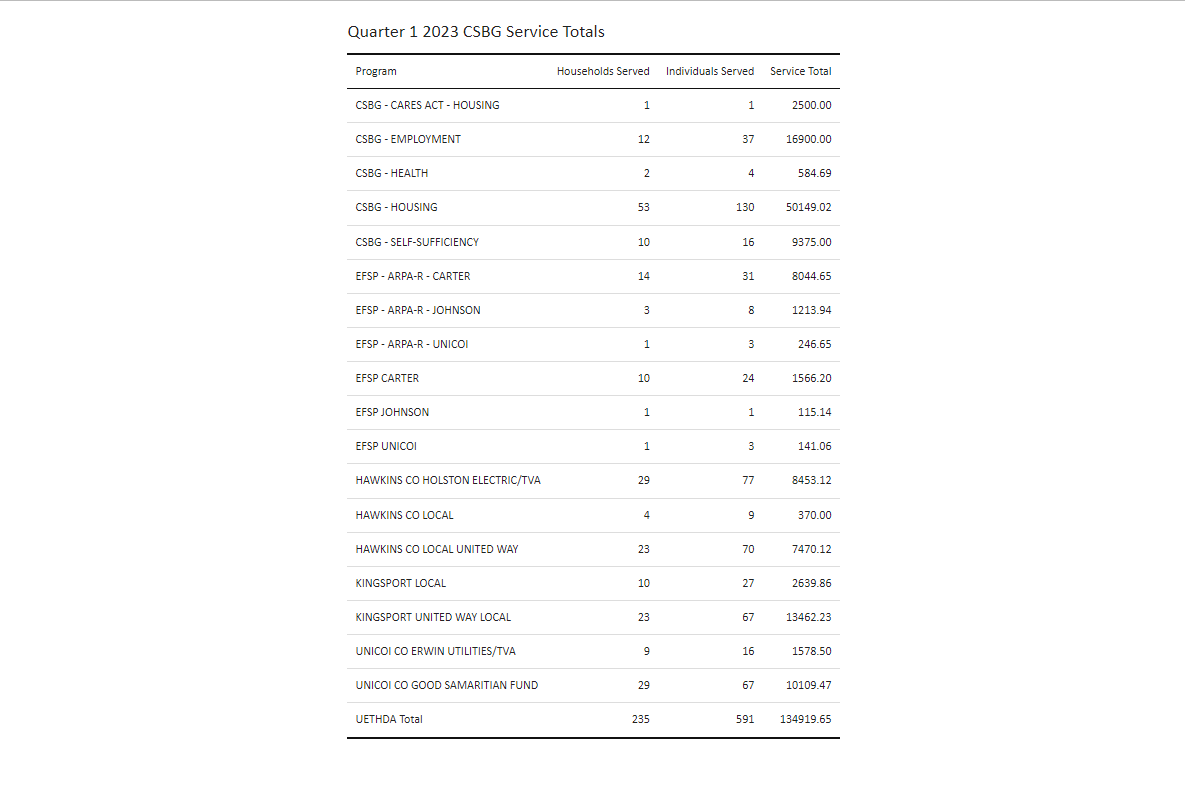 Quarter 1 2023 CSBG Service Totals
Program Households Served Individuals Served Service Total
CSBG - CARES ACT - HOUSING 1 1 2500.00
CSBG - EMPLOYMENT 12 37 16900.00
CSBG - HEALTH 2 4 584.69
CSBG - HOUSING 53 130 50149.02
CSBG - SELF-SUFFICIENCY 10 16 9375.00
EFSP - ARPA-R - CARTER 14 31 8044.65
EFSP - ARPA-R - JOHNSON 3 8 1213.94
EFSP - ARPA-R - UNICOI 1 3 246.65
EFSP CARTER 10 24 1566.20
EFSP JOHNSON 1 1 115.14
EFSP UNICOI 1 3 141.06
HAWKINS CO HOLSTON ELECTRIC/TVA 29 77 8453.12
HAWKINS CO LOCAL 4 9 370.00
HAWKINS CO LOCAL UNITED WAY 23 70 7470.12
KINGSPORT LOCAL 10 27 2639.86
KINGSPORT UNITED WAY LOCAL 23 67 13462.23
UNICOI CO ERWIN UTILITIES/TVA 9 16 1578.50
UNICOI CO GOOD SAMARITIAN FUND 29 67 10109.47
UETHDA Total 235 591 134919.65